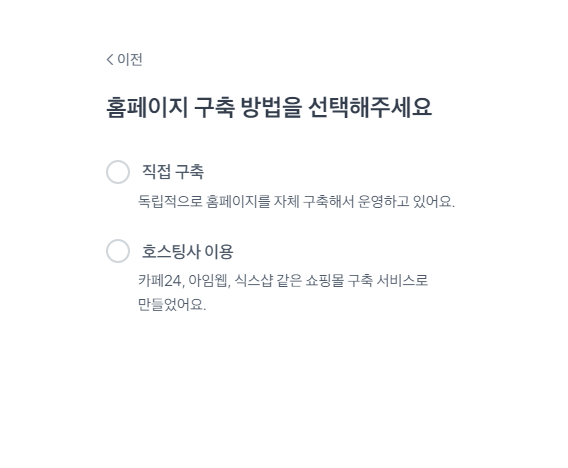 < 이전
홈페이지 구축 방법을 선택해주세요
직접 구축
독립적으로 홈페이지를 자체 구축해서 운영하고 있어요.
호스팅사 이용
카페24, 아임웹, 식스샵 같은 쇼핑몰 구축 서비스로
만들었어요.